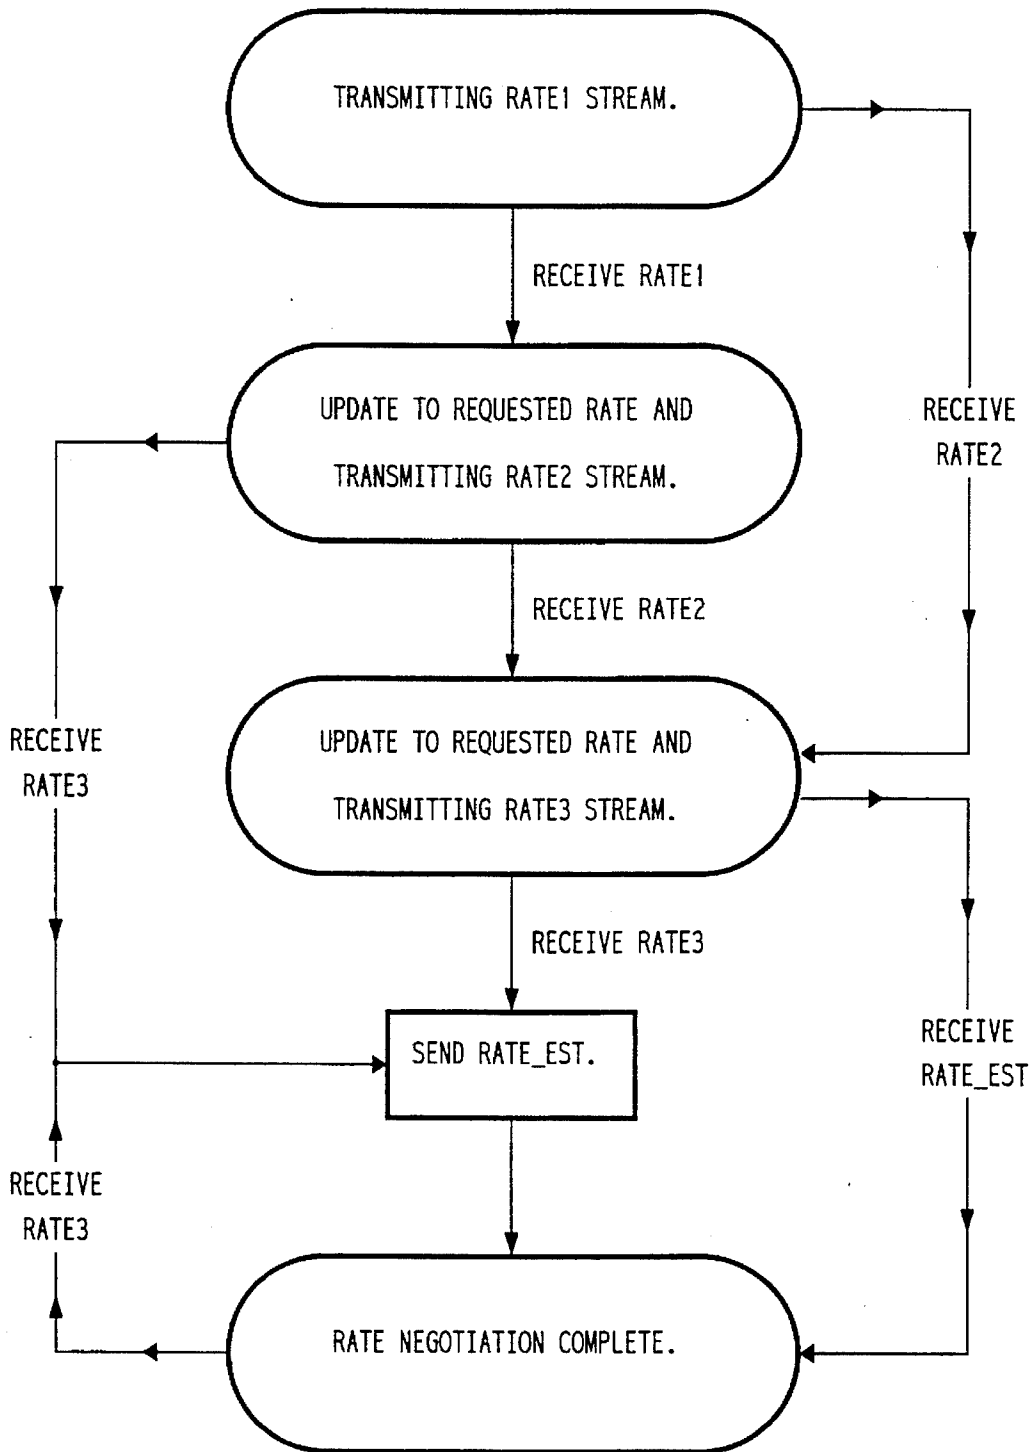 TRANSMITTING RATE1 STREAM.
RECEIVE RATE1
UPDATE TO REQUESTED RATE AND
TRANSMITTING RATE2 STREAM.
RECEIVE
RATE2
RECEIVE RATE2
RECEIVE
RATE3
UPDATE TO REQUESTED RATE AND
TRANSMITTING RATE3 STREAM.
RECEIVE RATE3
SEND RATE_EST.
RECEIVE
RATE_EST
RECEIVE
RATE3
RATE NEGOTIATION COMPLETE.